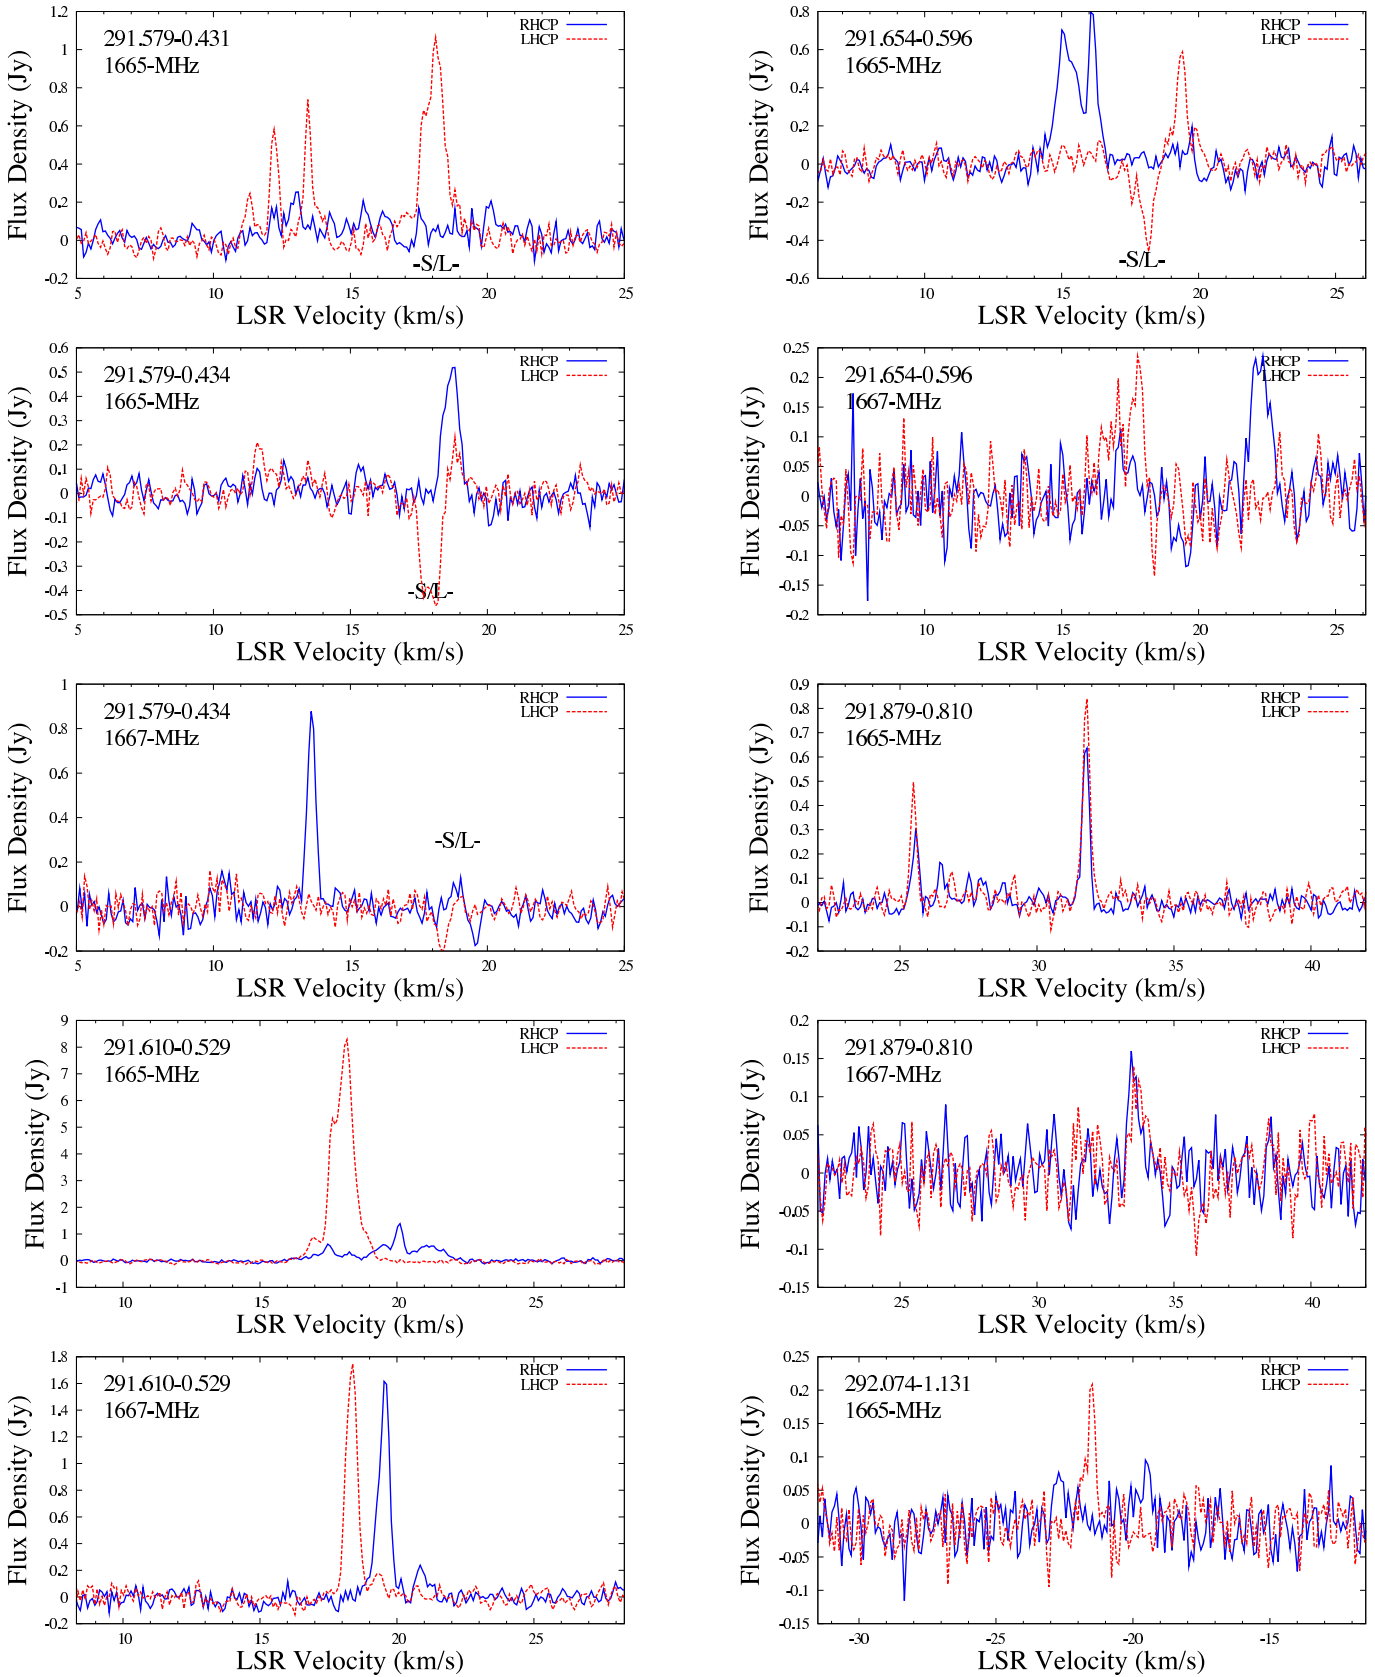 1.2
1
0.8
0.6
0.4
0.2
0
-0.2
Flux Density (Jy)
291.579-0.431
1665-MHz
RHCP
LHCP
-S/L-
5 10 15 20 25
LSR Velocity (km/s)
0.8
0.6
0.4
0.2
0
-0.2
-0.4
-0.6
Flux Density (Jy)
291.654-0.596
1665-MHz
RHCP
LHCP
-S/L-
10 15 20 25
LSR Velocity (km/s)
0.6
0.5
0.4
0.3
0.2
0.1
0
-0.1
-0.2
-0.3
-0.4
-0.5
Flux Density (Jy)
291.579-0.434
1665-MHz
RHCP
LHCP
-S/L-
5 10 15 20 25
LSR Velocity (km/s)
0.25
0.2
0.15
0.1
0.05
0
-0.05
-0.1
-0.15
-0.2
Flux Density (Jy)
291.654-0.596
1667-MHz
RHCP
LHCP
10 15 20 25
LSR Velocity (km/s)
1
0.8
0.6
0.4
0.2
0
-0.2
Flux Density (Jy)
291.579-0.434
1667-MHz
RHCP
LHCP
-S/L-
5 10 15 20 25
LSR Velocity (km/s)
0.9
0.8
0.7
0.6
0.5
0.4
0.3
0.2
0.1
0
-0.1
-0.2
Flux Density (Jy)
291.879-0.810
1665-MHz
RHCP
LHCP
25 30 35 40
LSR Velocity (km/s)
9
8
7
6
5
4
3
2
1
0
-1
Flux Density (Jy)
291.610-0.529
1665-MHz
RHCP
LHCP
10 15 20 25
LSR Velocity (km/s)
0.2
0.15
0.1
0.05
0
-0.05
-0.1
-0.15
Flux Density (Jy)
291.879-0.810
1667-MHz
RHCP
LHCP
25 30 35 40
LSR Velocity (km/s)
1.8
1.6
1.4
1.2
1
0.8
0.6
0.4
0.2
0
-0.2
Flux Density (Jy)
291.610-0.529
1667-MHz
RHCP
LHCP
10 15 20 25
LSR Velocity (km/s)
0.25
0.2
0.15
0.1
0.05
0
-0.05
-0.1
-0.15
Flux Density (Jy)
292.074-1.131
1665-MHz
RHCP
LHCP
-30 -25 -20 -15
LSR Velocity (km/s)